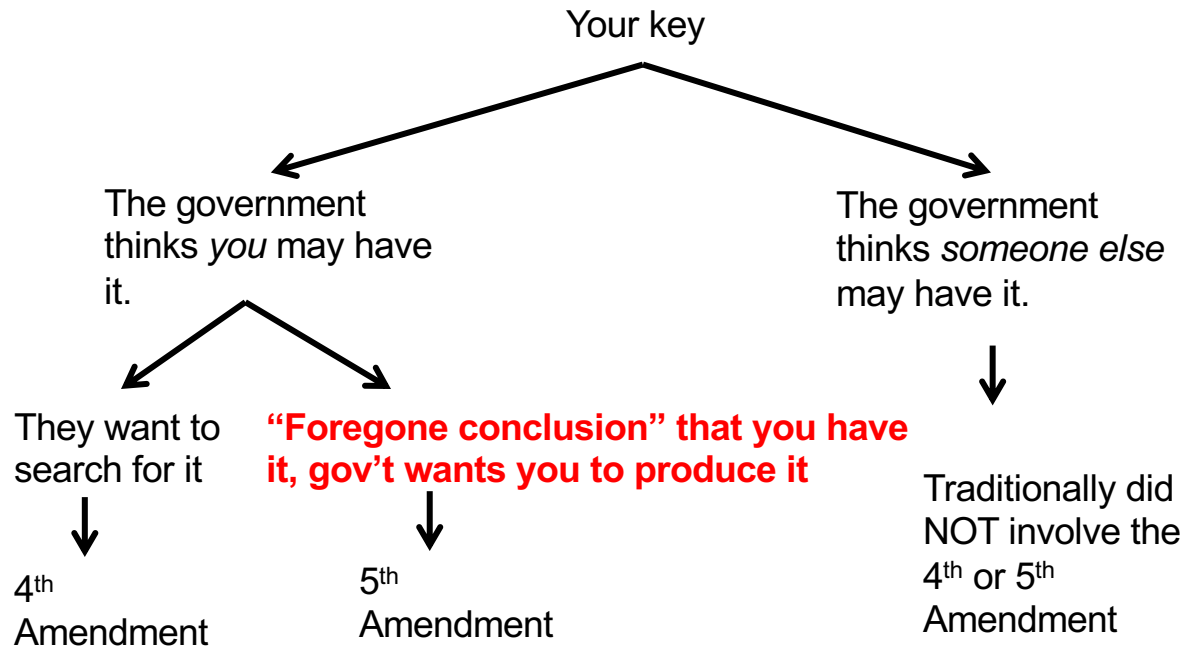 Your key
The government
thinks you may have
it.
The government
thinks someone else
may have it.
They want to
search for it
“Foregone conclusion” that you have
it, gov’t wants you to produce it
Traditionally did
NOT involve the
4th or 5th
Amendment
4th
Amendment
5th
Amendment